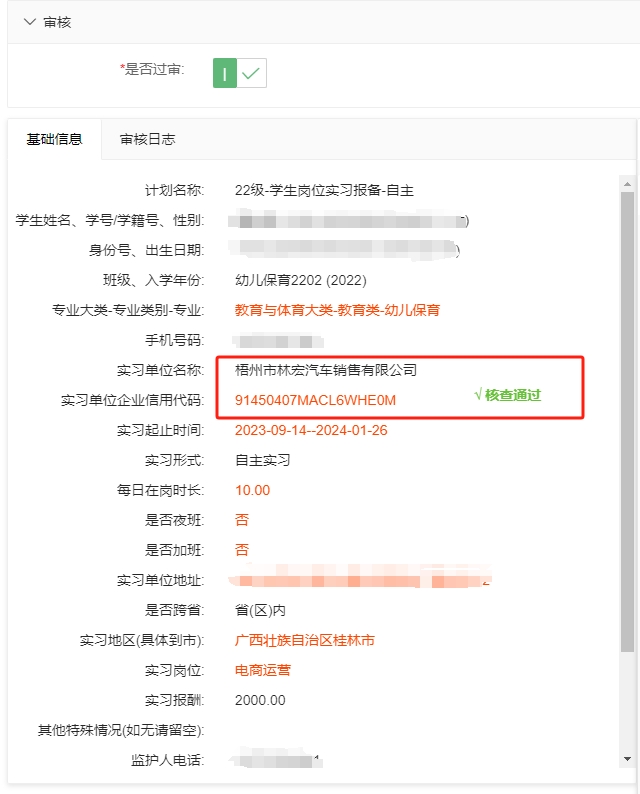 审核
*是否过审:
基础信息 审核日志
计划名称: 22级-学生岗位实习报备-自主
学生姓名、学号/学籍号、性别: )
身份号、出生日期: )
班级、入学年份: 幼儿保育2202 (2022)
专业大类-专业类别-专业: 教育与体育大类-教育类-幼儿保育
手机号码:
实习单位名称: 梧州市林宏汽车销售有限公司
实习单位企业信用代码: 91450407MACL6WHE0M √核查通过
实习起止时间: 2023-09-14--2024-01-26
实习形式: 自主实习
每日在岗时长: 10.00
是否夜班: 否
是否加班: 否
实习单位地址:
是否跨省: 省(区)内
实习地区(具体到市): 广西壮族自治区桂林市
实习岗位: 电商运营
实习报酬: 2000.00
其他特殊情况(如无请留空):
监护人电话: